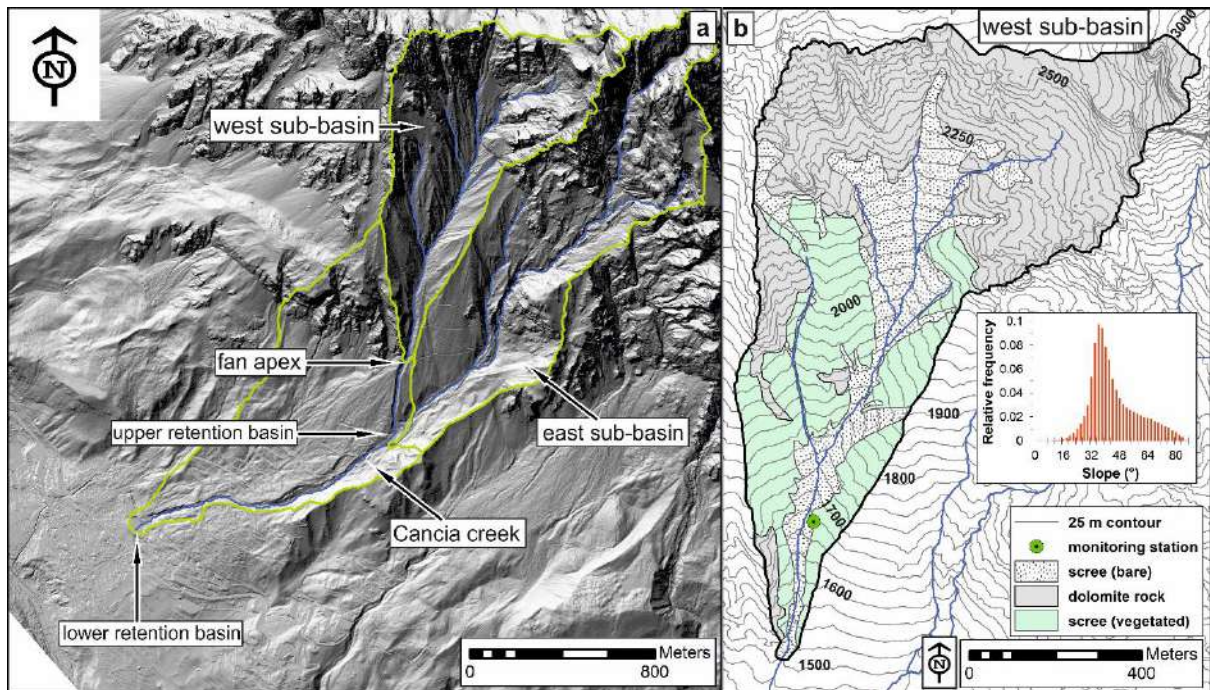 a
N
west sub-basin
fan apex
upper retention basin
east sub-basin
Cancia creek
lower retention basin
Meters
0 800
b
west sub-basin
3000
2500
2250
2000
1900
1800
1700
1600
1500
Relative frequency
0.1
0.08
0.06
0.04
0.02
0
0 16 32 48 64 80
Slope (°)
25 m contour
monitoring station
scree (bare)
dolomite rock
scree (vegetated)
N
Meters
0 400